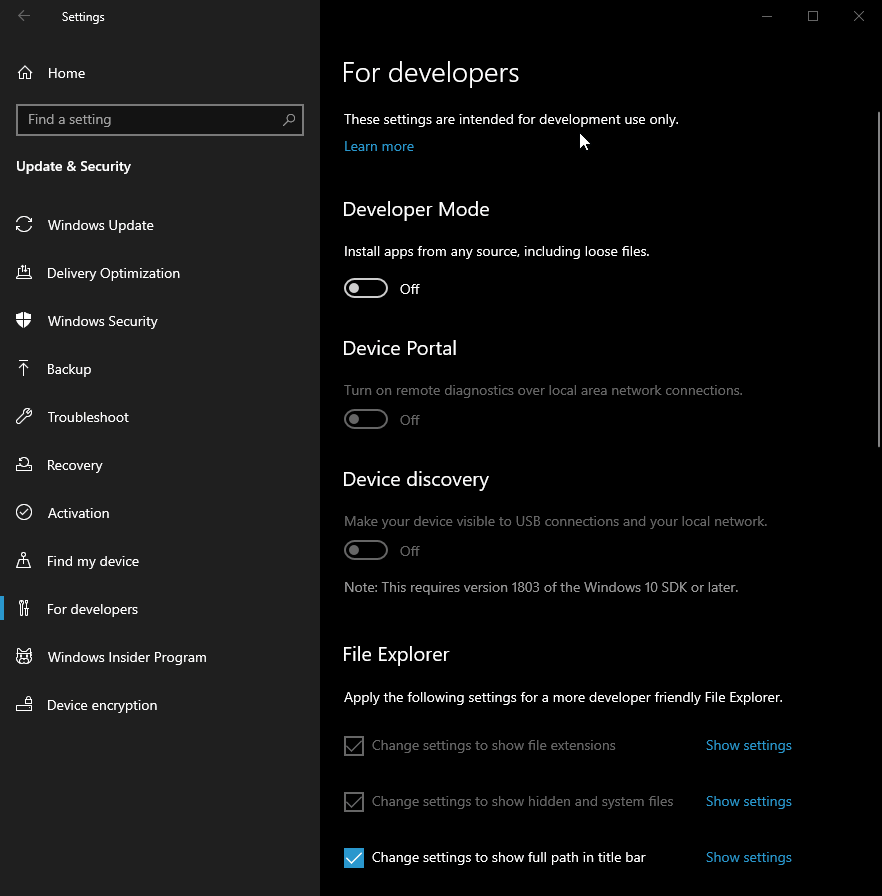 Settings
Home
Find a setting
Update & Security
Windows Update
Delivery Optimization
Windows Security
Backup
Troubleshoot
Recovery
Activation
Find my device
For developers
Windows Insider Program
Device encryption
For developers
These settings are intended for development use only.
Learn more
Developer Mode
Install apps from any source, including loose files.
Off
Device Portal
Turn on remote diagnostics over local area network connections.
Off
Device discovery
Make your device visible to USB connections and your local network.
Off
Note: This requires version 1803 of the Windows 10 SDK or later.
File Explorer
Apply the following settings for a more developer friendly File Explorer.
Change settings to show file extensions Show settings
Change settings to show hidden and system files Show settings
Change settings to show full path in title bar Show settings